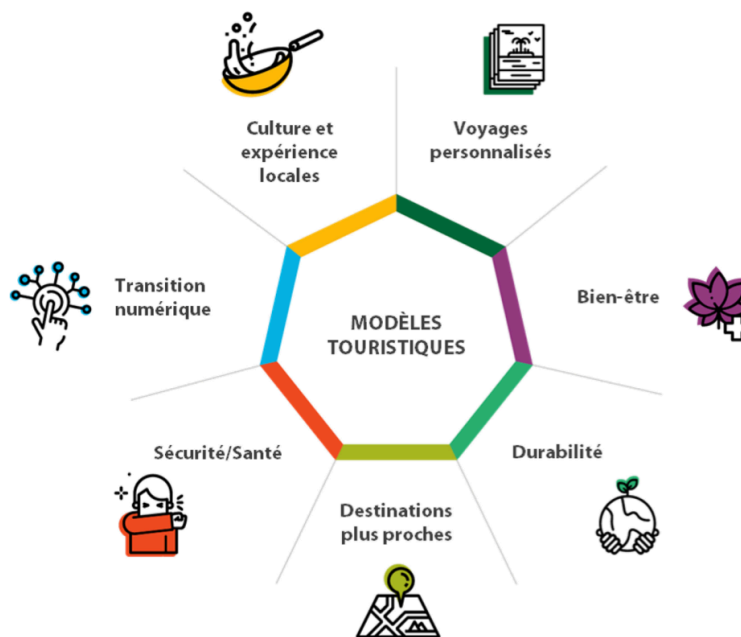 Culture et
expérience
locales
Voyages
personnalisés
Transition
numérique
Bien-être
MODÈLES
TOURISTIQUES
Sécurité/Santé
Durabilité
Destinations
plus proches